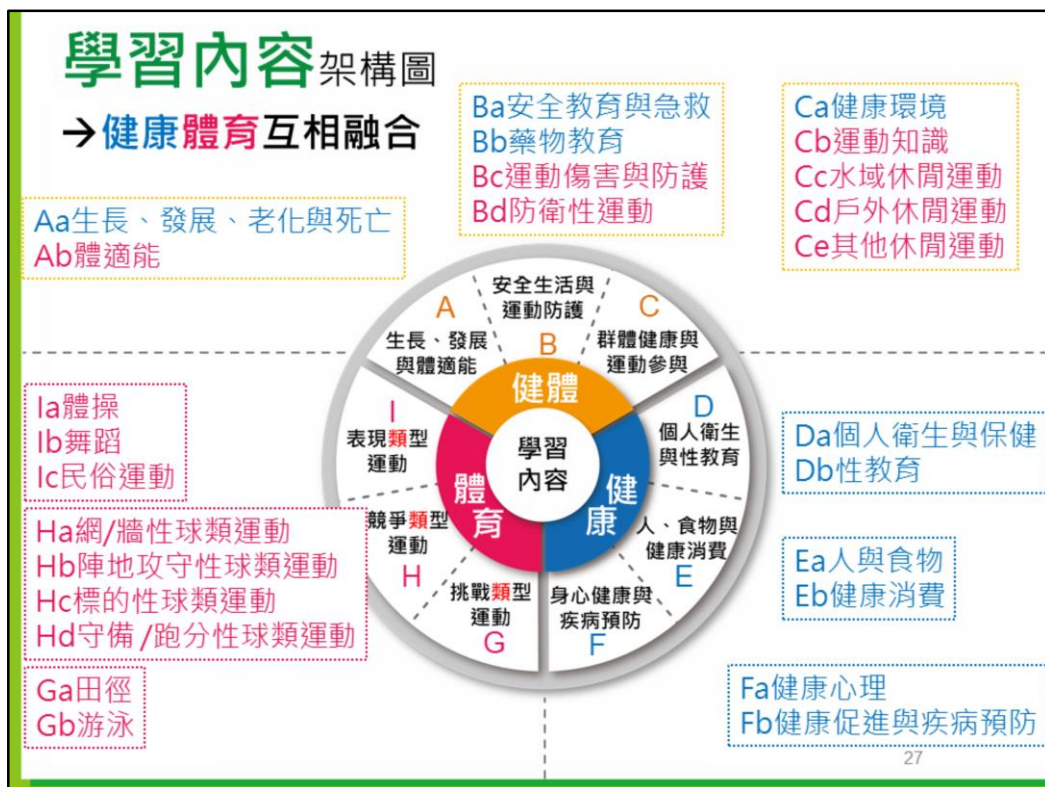 學習內容架構圖
→健康體育互相融合
Aa生長、發展、老化與死亡
Ab體適能
Ba安全教育與急救
Bb藥物教育
Bc運動傷害與防護
Bd防衛性運動
Ca健康環境
Cb運動知識
Cc水域休閒運動
Cd戶外休閒運動
Ce其他休閒運動
A
生長、發展
與體適能
安全生活與
運動防護
B
C
群體健康與
運動參與
健體
學習
內容
體育
健康
I
表現類型
運動
競爭類型
運動
H
挑戰類型
運動
G
D
個人衛生
與性教育
人、食物與
健康消費
E
身心健康與
疾病預防
F
Ia體操
Ib舞蹈
Ic民俗運動
Ha網/牆性球類運動
Hb陣地攻守性球類運動
Hc標的性球類運動
Hd守備/跑分性球類運動
Ga田徑
Gb游泳
Da個人衛生與保健
Db性教育
Ea人與食物
Eb健康消費
Fa健康心理
Fb健康促進與疾病預防
27